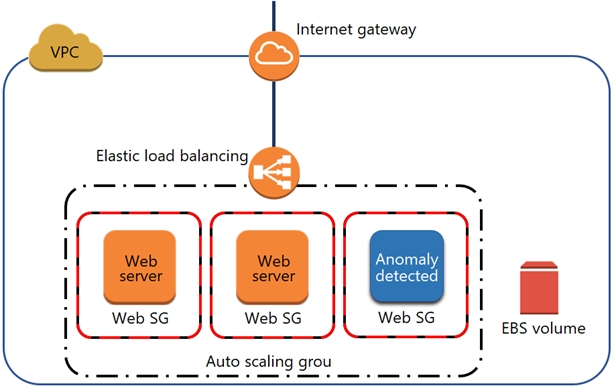 Internet gateway
VPC
Elastic load balancing
Web
server
Web SG
Web
server
Web SG
Anomaly
detected
Web SG
EBS volume
Auto scaling grou